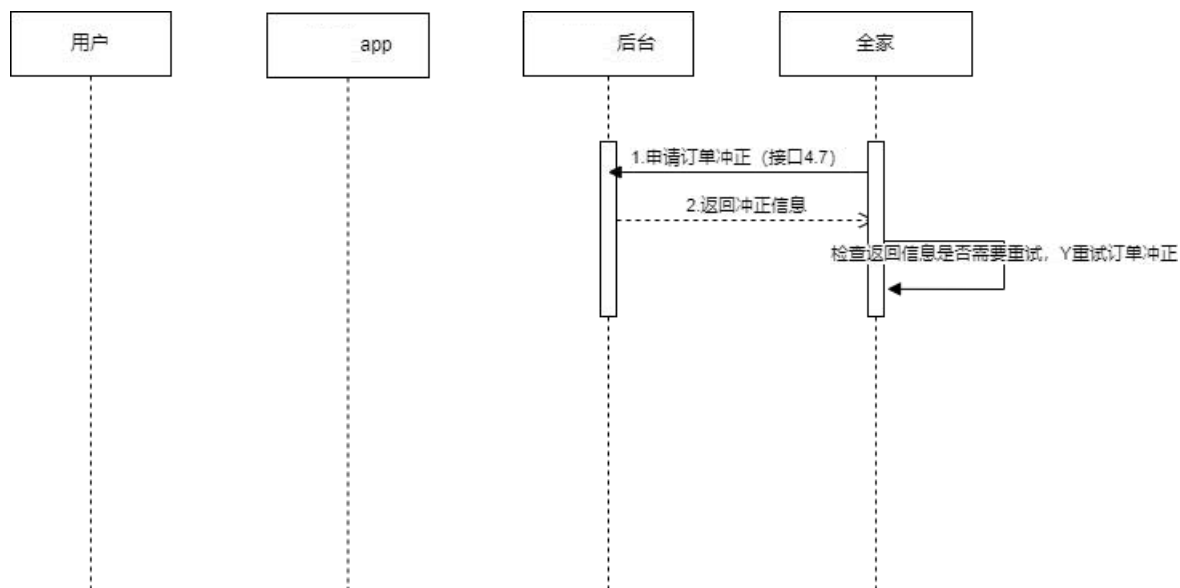 用户
app
后台
全家
1.申请订单冲正（接口4.7）
2.返回冲正信息
检查返回信息是否需要重试，Y重试订单冲正